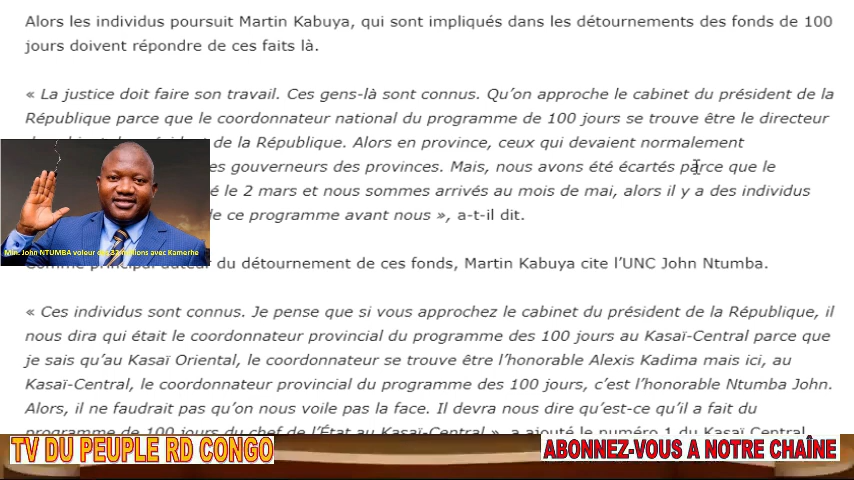 Alors les individus poursuit Martin Kabuya, qui sont impliqués dans les détournements des fonds de 100
jours doivent répondre de ces faits là.
« La justice doit faire son travail. Ces gens-là sont connus. Qu’on approche le cabinet du président de la
République parce que le coordonnateur national du programme de 100 jours se trouve être le directeur
de la République. Alors en province, ceux qui devaient normalement
es gouverneurs des provinces. Mais, nous avons été écartés parce que le
é le 2 mars et nous sommes arrivés au mois de mai, alors il y a des individus
de ce programme avant nous », a-t-il dit.
Min. John NTUMBA voleur des 33 millions avec Kamerhe
du détournement de ces fonds, Martin Kabuya cite l’UNC John Ntumba.
« Ces individus sont connus. Je pense que si vous approchez le cabinet du président de la République, il
nous dira qui était le coordonnateur provincial du programme des 100 jours au Kasaï-Central parce que
je sais qu’au Kasaï Oriental, le coordonnateur se trouve être l’honorable Alexis Kadima mais ici, au
Kasaï-Central, le coordonnateur provincial du programme des 100 jours, c’est l’honorable Ntumba John.
Alors, il ne faudrait pas qu’on nous voile pas la face. Il devra nous dire qu’est-ce qu’il a fait du
programme de 100 jours du chef de l’État au Kasaï-Central », a ajouté le numéro 1 du Kasaï Central
TV DU PEUPLE RD CONGO
ABONNEZ-VOUS A NOTRE CHAÎNE